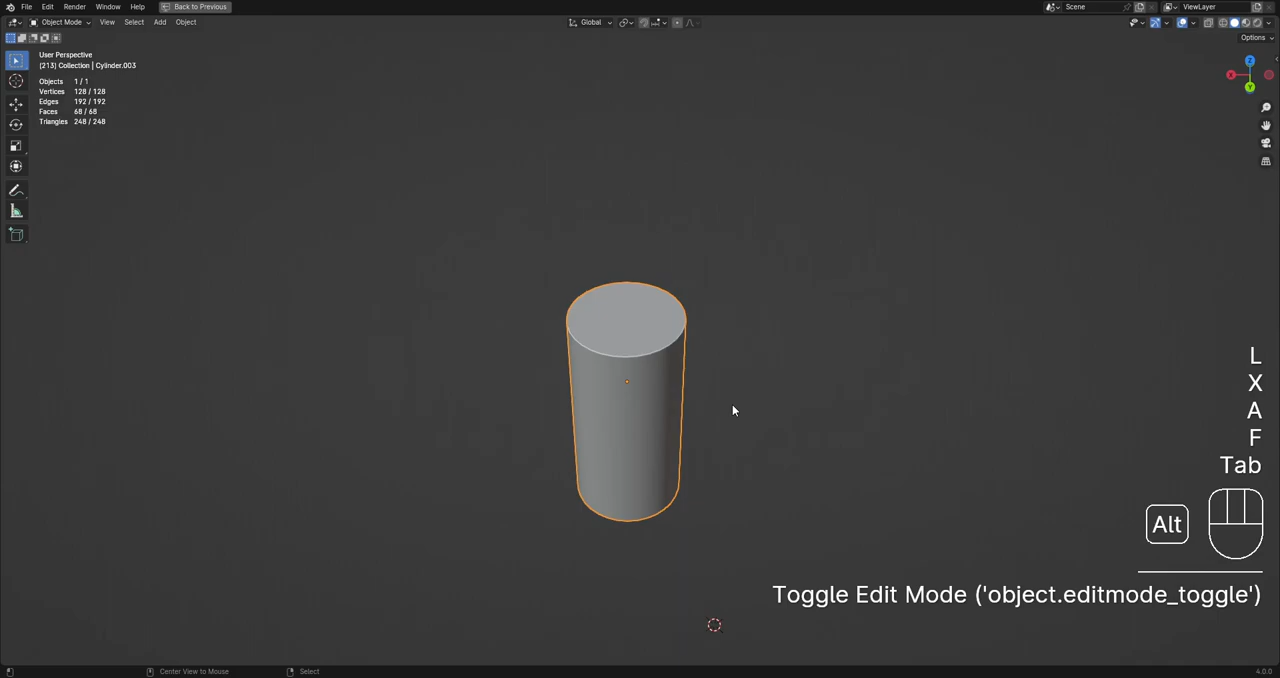 File Edit Render Window Help Back to Previous Scene ViewLayer
Object Mode View Select Add Object Global
Options
User Perspective
(213) Collection | Cylinder.003
Objects 1 / 1
Vertices 128 / 128
Edges 192 / 192
Faces 68 / 68
Triangles 248 / 248
Z
X
Y
L
X
A
F
Tab
Alt
Toggle Edit Mode ('object.editmode_toggle')
Center View to Mouse Select 4.0.0